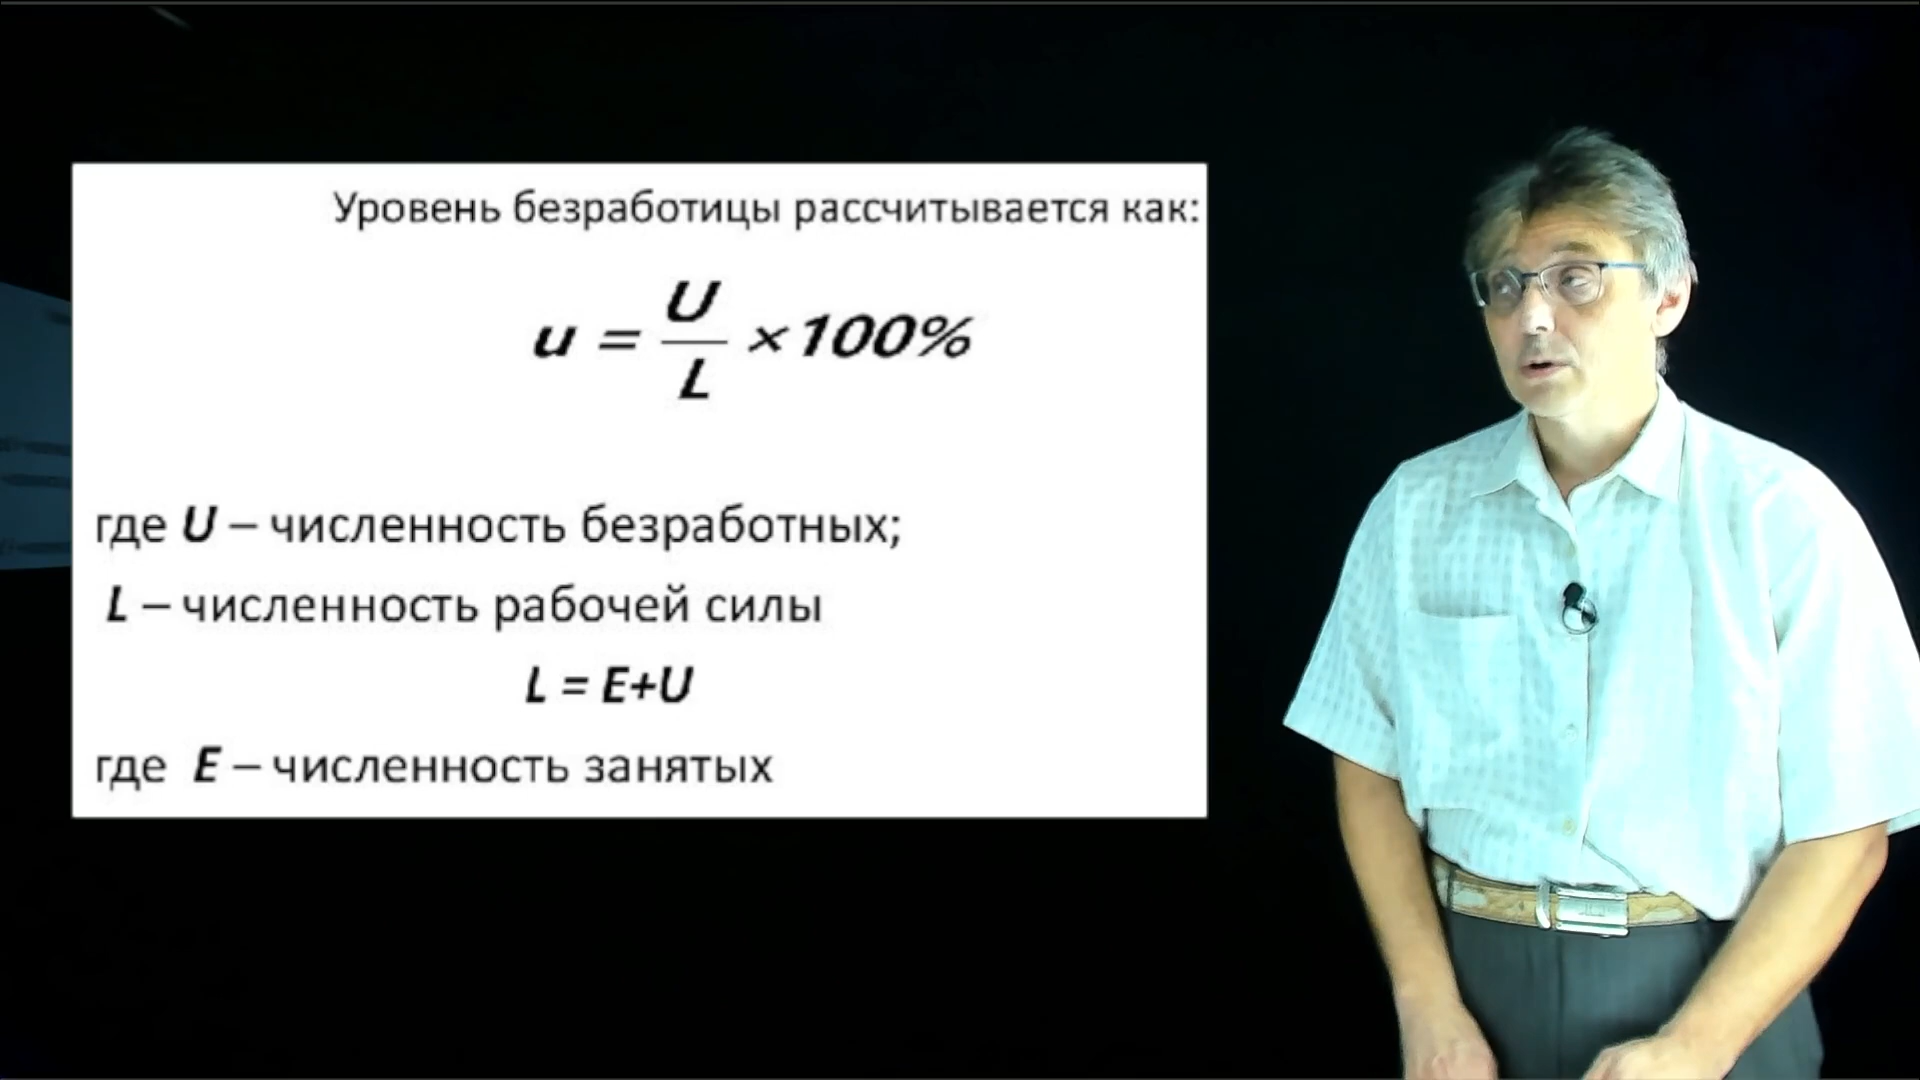 Уровень безработицы рассчитывается как:
u = U/L ×100%
где U – численность безработных;
L – численность рабочей силы
L = E+U
где E – численность занятых